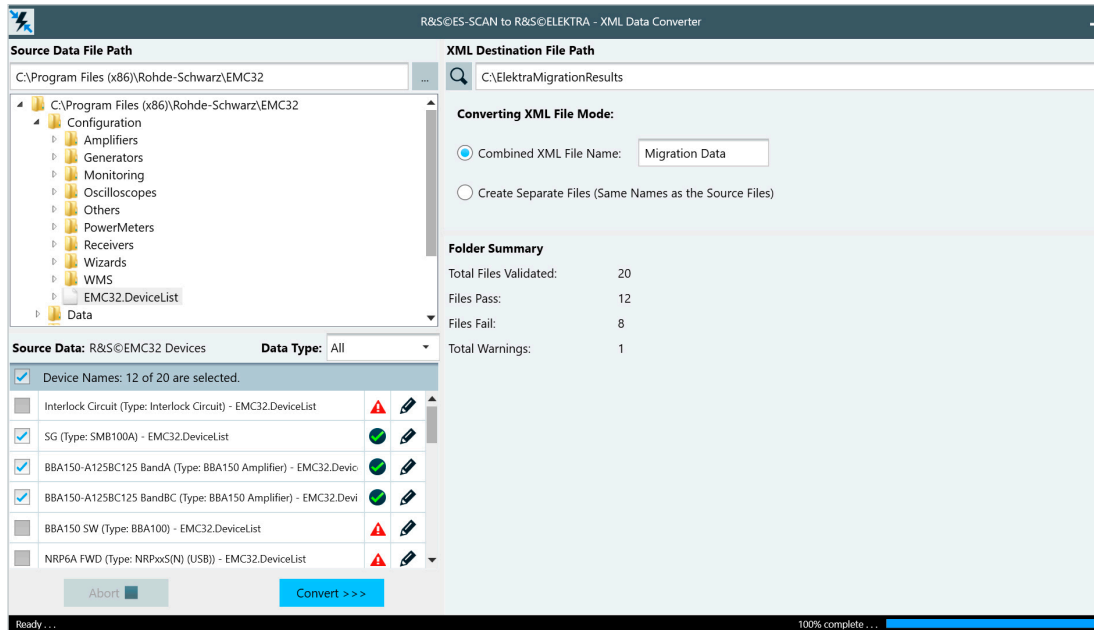 R&S©ES-SCAN to R&S©ELEKTRA - XML Data Converter
Source Data File Path
C:\Program Files (x86)\Rohde-Schwarz\EMC32
...
C:\Program Files (x86)\Rohde-Schwarz\EMC32
Configuration
Amplifiers
Generators
Monitoring
Oscilloscopes
Others
PowerMeters
Receivers
Wizards
WMS
EMC32.DeviceList
Data
Source Data: R&S©EMC32 Devices
Data Type: All
Device Names: 12 of 20 are selected.
Interlock Circuit (Type: Interlock Circuit) - EMC32.DeviceList
SG (Type: SMB100A) - EMC32.DeviceList
BBA150-A125BC125 BandA (Type: BBA150 Amplifier) - EMC32.Devic
BBA150-A125BC125 BandBC (Type: BBA150 Amplifier) - EMC32.Devi
BBA150 SW (Type: BBA100) - EMC32.DeviceList
NRP6A FWD (Type: NRPxxS(N) (USB)) - EMC32.DeviceList
Abort
Convert >>>
XML Destination File Path
C:\ElektraMigrationResults
Converting XML File Mode:
Combined XML File Name: Migration Data
Create Separate Files (Same Names as the Source Files)
Folder Summary
Total Files Validated: 20
Files Pass: 12
Files Fail: 8
Total Warnings: 1
Ready . . .
100% complete . . .